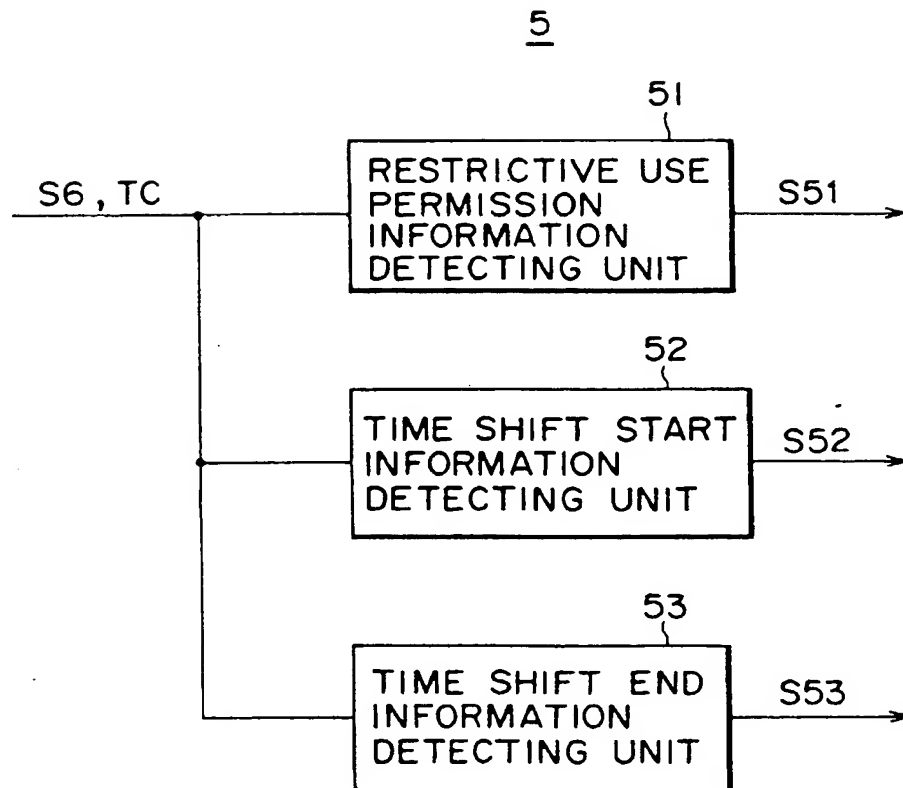 5
51
S6, TC
RESTRICTIVE USE
PERMISSION
INFORMATION
DETECTING UNIT
S51
52
TIME SHIFT START
INFORMATION
DETECTING UNIT
S52
53
TIME SHIFT END
INFORMATION
DETECTING UNIT
S53